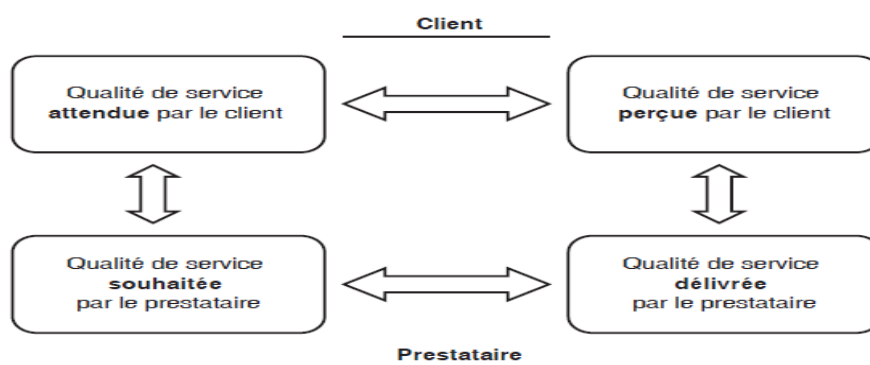 Client
Qualité de service
attendue par le client
Qualité de service
perçue par le client
Qualité de service
souhaitée
par le prestataire
Qualité de service
délivrée
par le prestataire
Prestataire